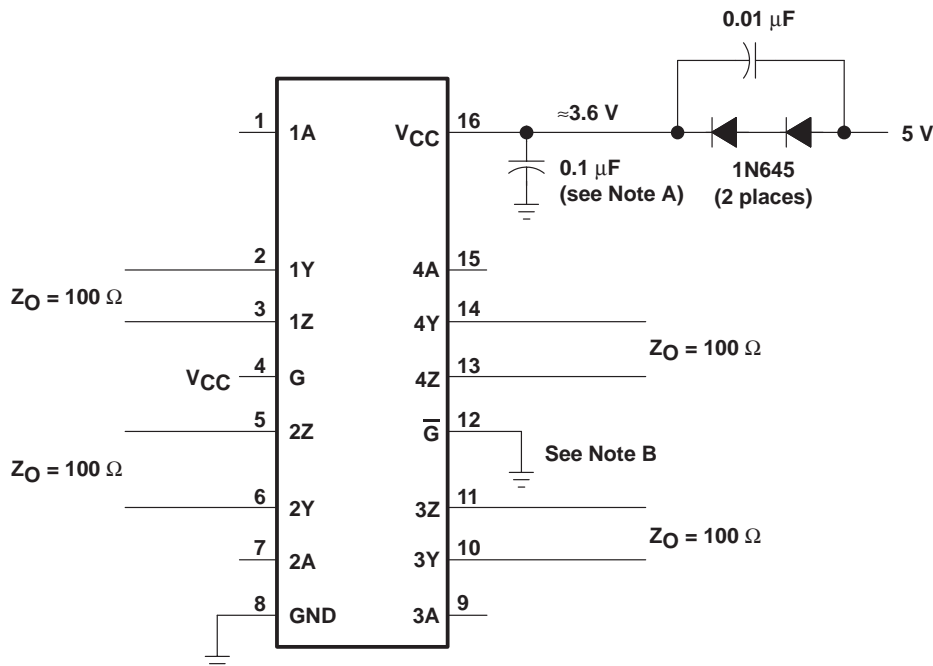 0.01 μF
1
1A
VCC
16
≈3.6 V
5 V
0.1 μF
(see Note A)
1N645
(2 places)
2
1Y
4A
15
ZO = 100 Ω
3
1Z
4Y
14
ZO = 100 Ω
VCC
4
G
4Z
13
5
2Z
G̅
12
See Note B
ZO = 100 Ω
6
2Y
3Z
11
ZO = 100 Ω
7
2A
3Y
10
8
GND
3A
9